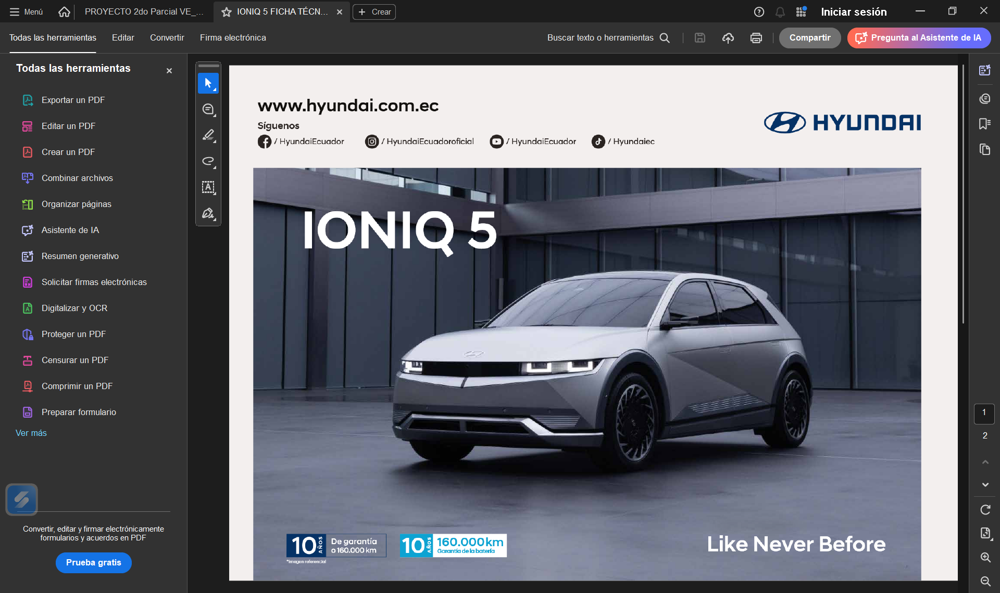 Menú
PROYECTO 2do Parcial VE_...
IONIQ 5 FICHA TÉCN...
Crear
Iniciar sesión
Todas las herramientas
Editar
Convertir
Firma electrónica
Buscar texto o herramientas
Compartir
Pregunta al Asistente de IA
Todas las herramientas
Exportar un PDF
Editar un PDF
Crear un PDF
Combinar archivos
Organizar páginas
Asistente de IA
Resumen generativo
Solicitar firmas electrónicas
Digitalizar y OCR
Proteger un PDF
Censurar un PDF
Comprimir un PDF
Preparar formulario
Ver más
Convertir, editar y firmar electrónicamente
formularios y acuerdos en PDF
Prueba gratis
www.hyundai.com.ec
Síguenos
/ HyundaiEcuador
/ HyundaiEcuadoroficial
/ HyundaiEcuador
/ Hyundaiec
HYUNDAI
IONIQ 5
10 AÑOS
De garantía
o 160.000 km
10 AÑOS
160.000 km
Garantía de la batería
*Imagen referencial
Like Never Before
1
2